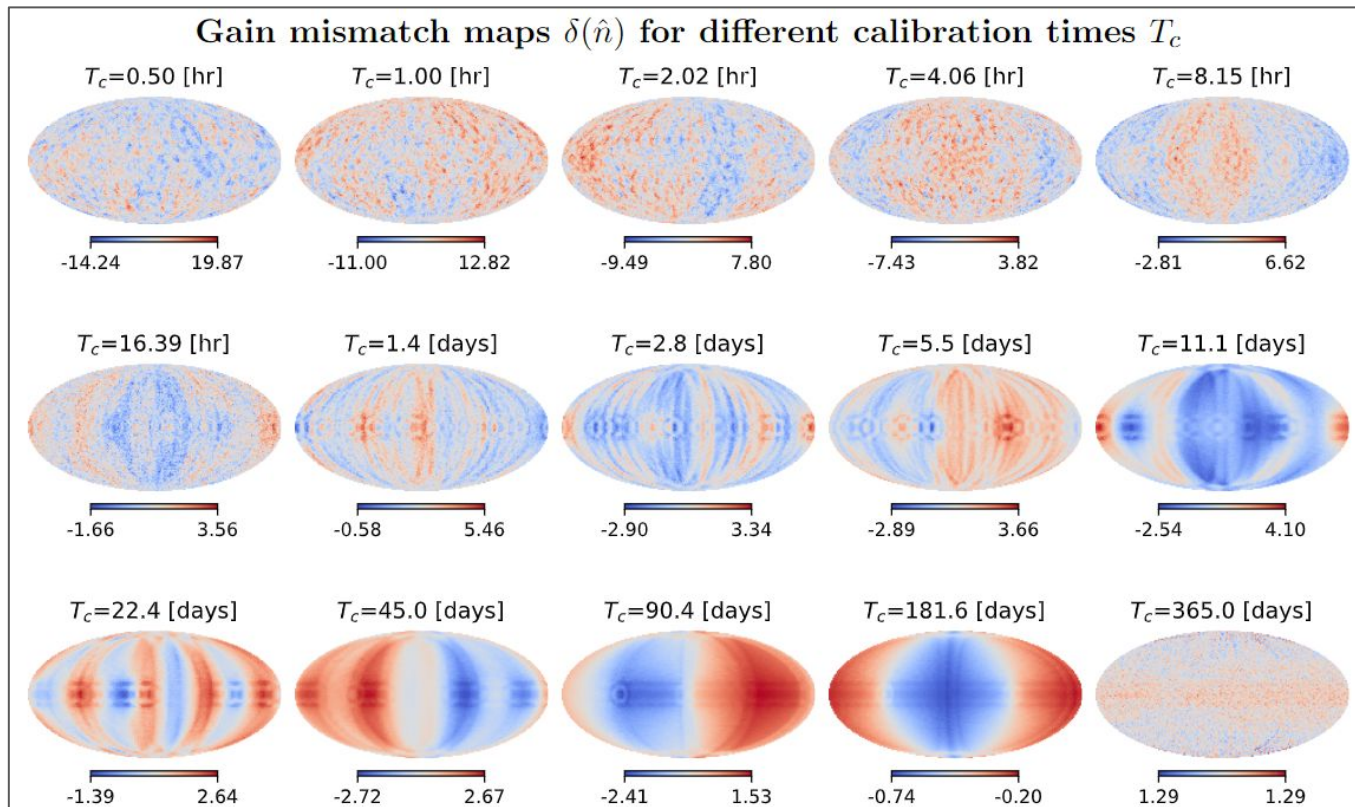 Gain mismatch maps δ(n̂) for different calibration times T_c
T_c=0.50 [hr] T_c=1.00 [hr] T_c=2.02 [hr] T_c=4.06 [hr] T_c=8.15 [hr]
-14.24 19.87 -11.00 12.82 -9.49 7.80 -7.43 3.82 -2.81 6.62
T_c=16.39 [hr] T_c=1.4 [days] T_c=2.8 [days] T_c=5.5 [days] T_c=11.1 [days]
-1.66 3.56 -0.58 5.46 -2.90 3.34 -2.89 3.66 -2.54 4.10
T_c=22.4 [days] T_c=45.0 [days] T_c=90.4 [days] T_c=181.6 [days] T_c=365.0 [days]
-1.39 2.64 -2.72 2.67 -2.41 1.53 -0.74 -0.20 1.29 1.29